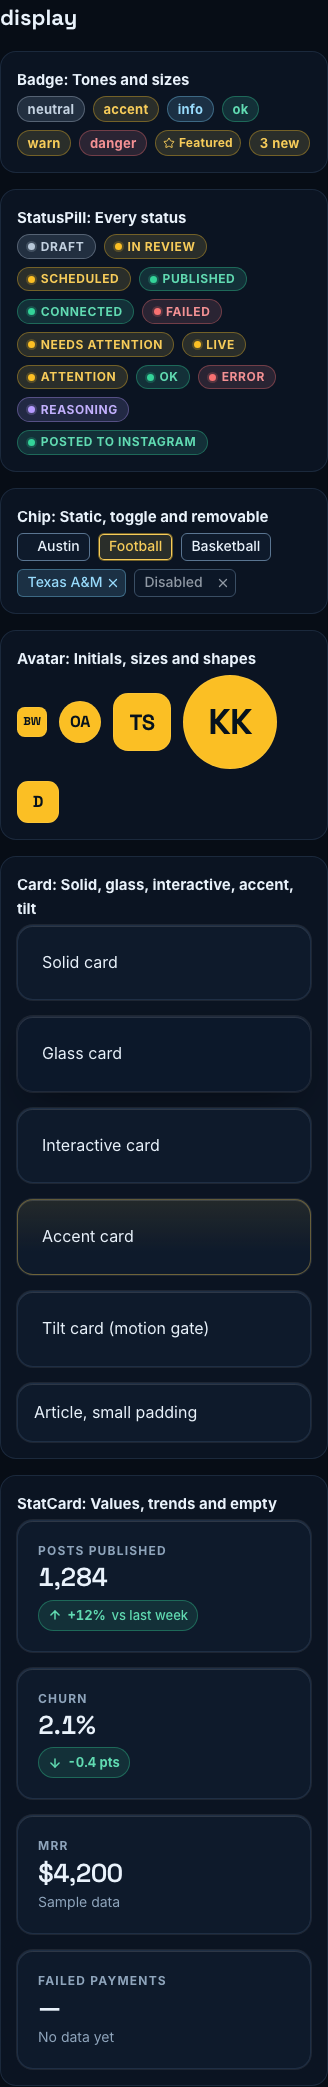 display
Badge: Tones and sizes
neutral accent info ok
warn danger Featured 3 new
StatusPill: Every status
DRAFT IN REVIEW
SCHEDULED PUBLISHED
CONNECTED FAILED
NEEDS ATTENTION LIVE
ATTENTION OK ERROR
REASONING
POSTED TO INSTAGRAM
Chip: Static, toggle and removable
Austin Football Basketball
Texas A&M Disabled
Avatar: Initials, sizes and shapes
BW OA TS KK
D
Card: Solid, glass, interactive, accent,
tilt
Solid card
Glass card
Interactive card
Accent card
Tilt card (motion gate)
Article, small padding
StatCard: Values, trends and empty
POSTS PUBLISHED
1,284
+12% vs last week
CHURN
2.1%
-0.4 pts
MRR
$4,200
Sample data
FAILED PAYMENTS
—
No data yet